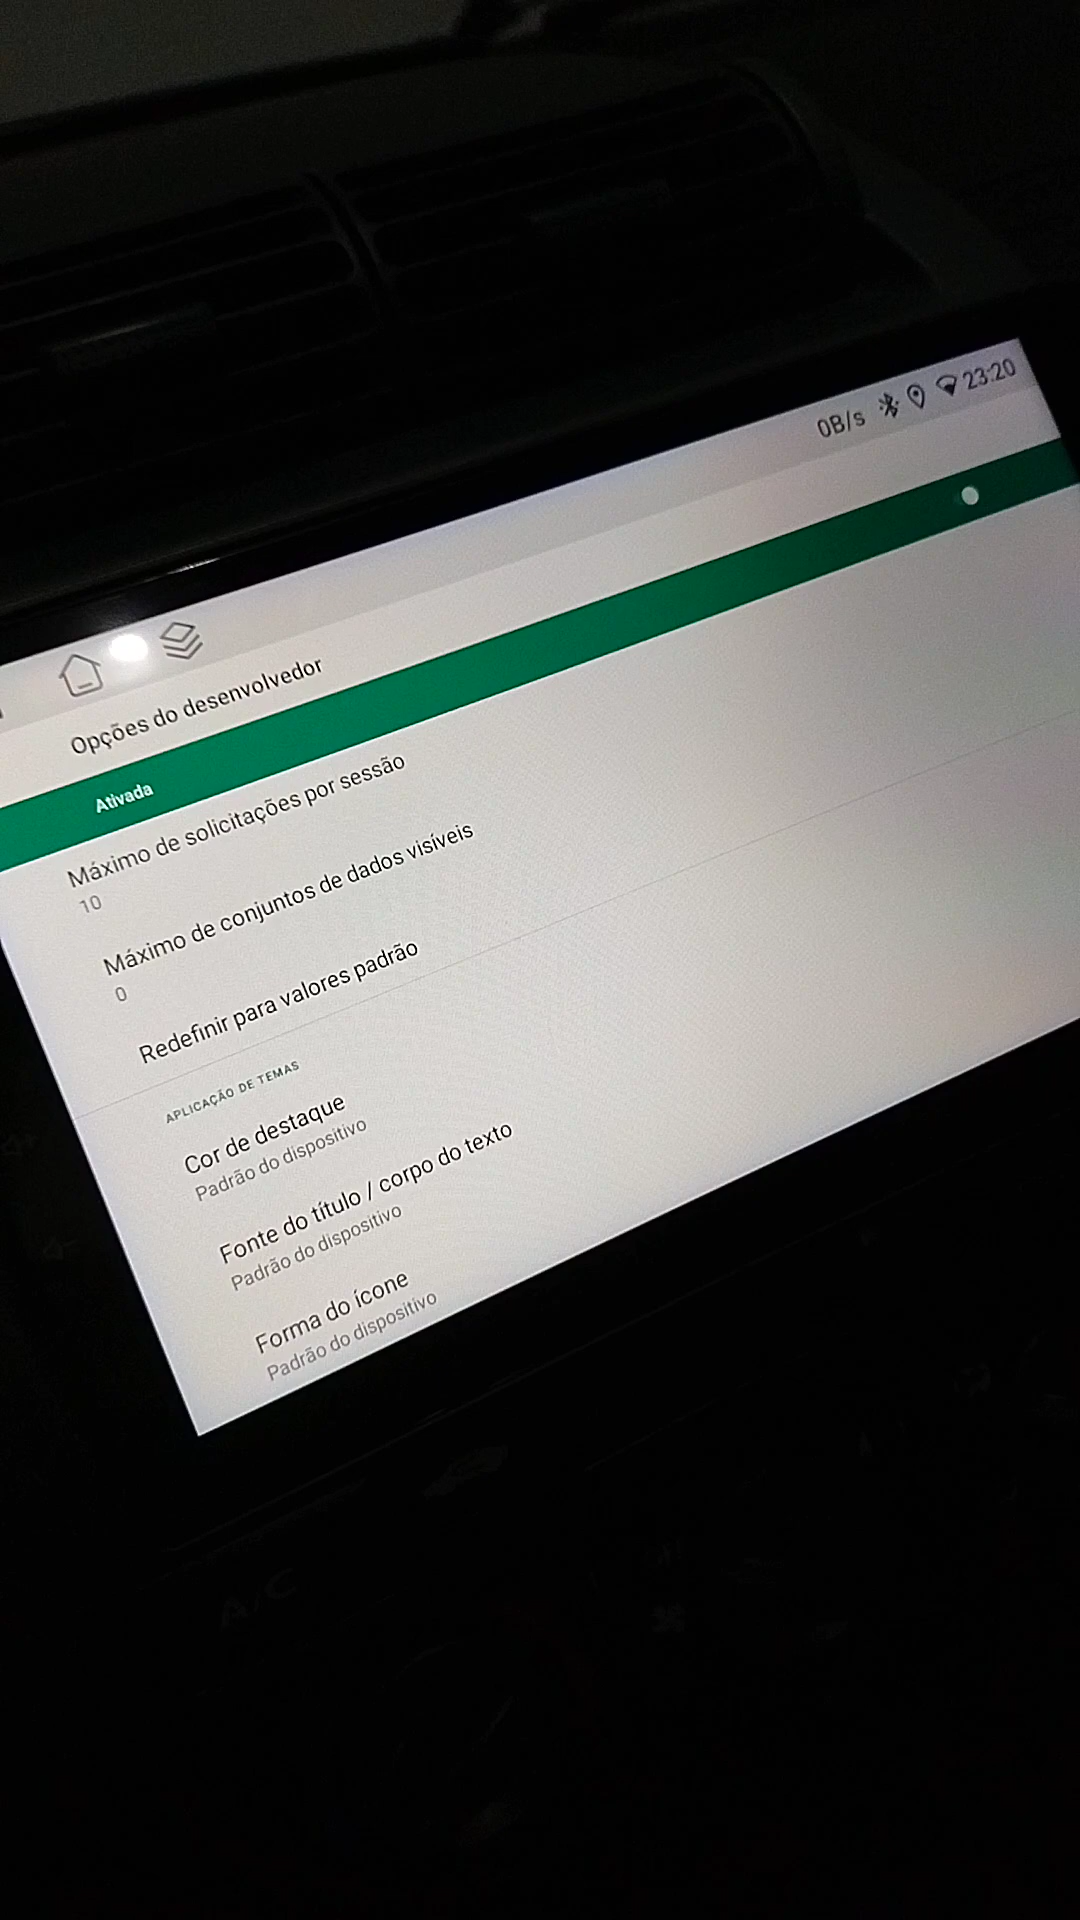 0B/s 23:20
Opções do desenvolvedor
Ativada
Máximo de solicitações por sessão
10
Máximo de conjuntos de dados visíveis
0
Redefinir para valores padrão
APLICAÇÃO DE TEMAS
Cor de destaque
Padrão do dispositivo
Fonte do título / corpo do texto
Padrão do dispositivo
Forma do ícone
Padrão do dispositivo
A/C